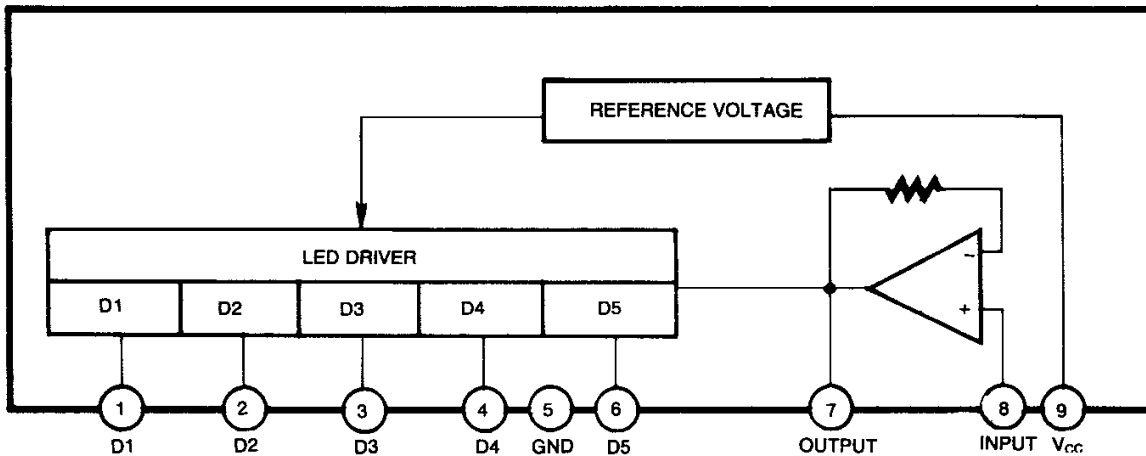 REFERENCE VOLTAGE
LED DRIVER
D1 D2 D3 D4 D5
-
+
1 2 3 4 5 6 7 8 9
D1 D2 D3 D4 GND D5 OUTPUT INPUT Vcc